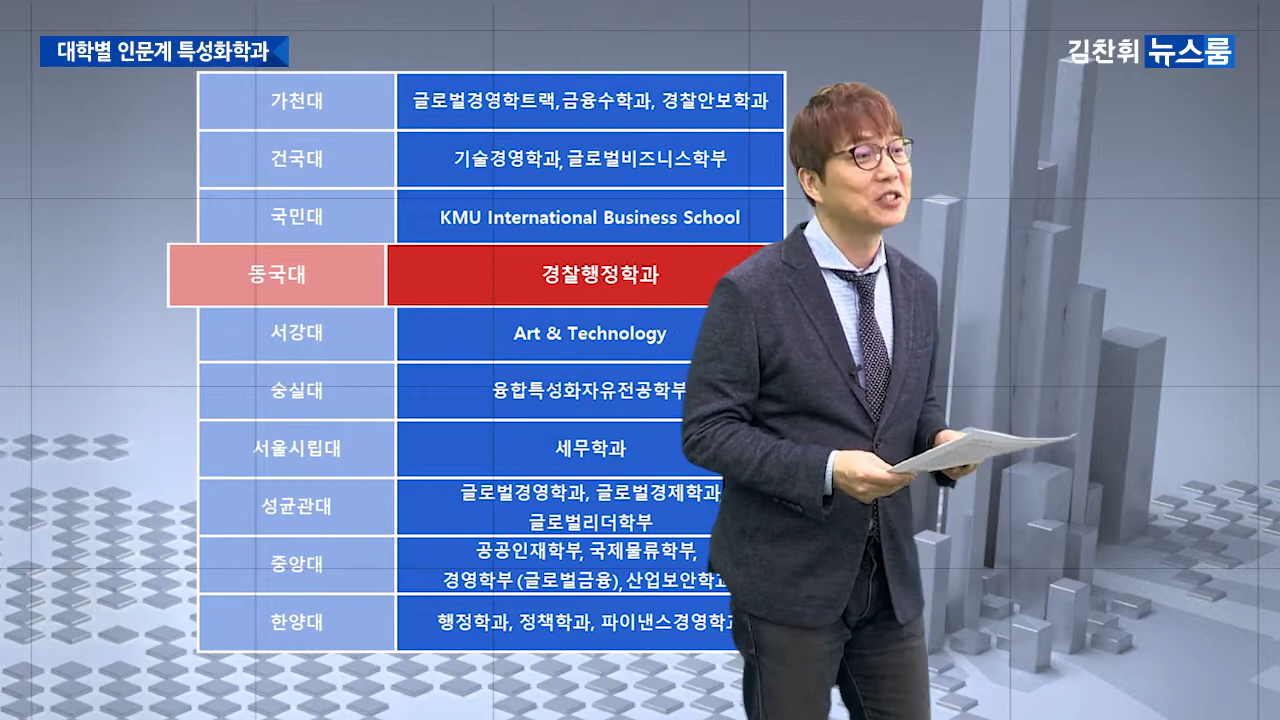 대학별 인문계 특성화학과
김찬휘 뉴스룸
가천대 글로벌경영학트랙,금융수학과, 경찰안보학과
건국대 기술경영학과,글로벌비즈니스학부
국민대 KMU International Business School
동국대 경찰행정학과
서강대 Art & Technology
숭실대 융합특성화자유전공학부
서울시립대 세무학과
성균관대 글로벌경영학과, 글로벌경제학과
글로벌리더학부
중앙대 공공인재학부, 국제물류학부,
경영학부(글로벌금융), 산업보안학과
한양대 행정학과, 정책학과, 파이낸스경영학과